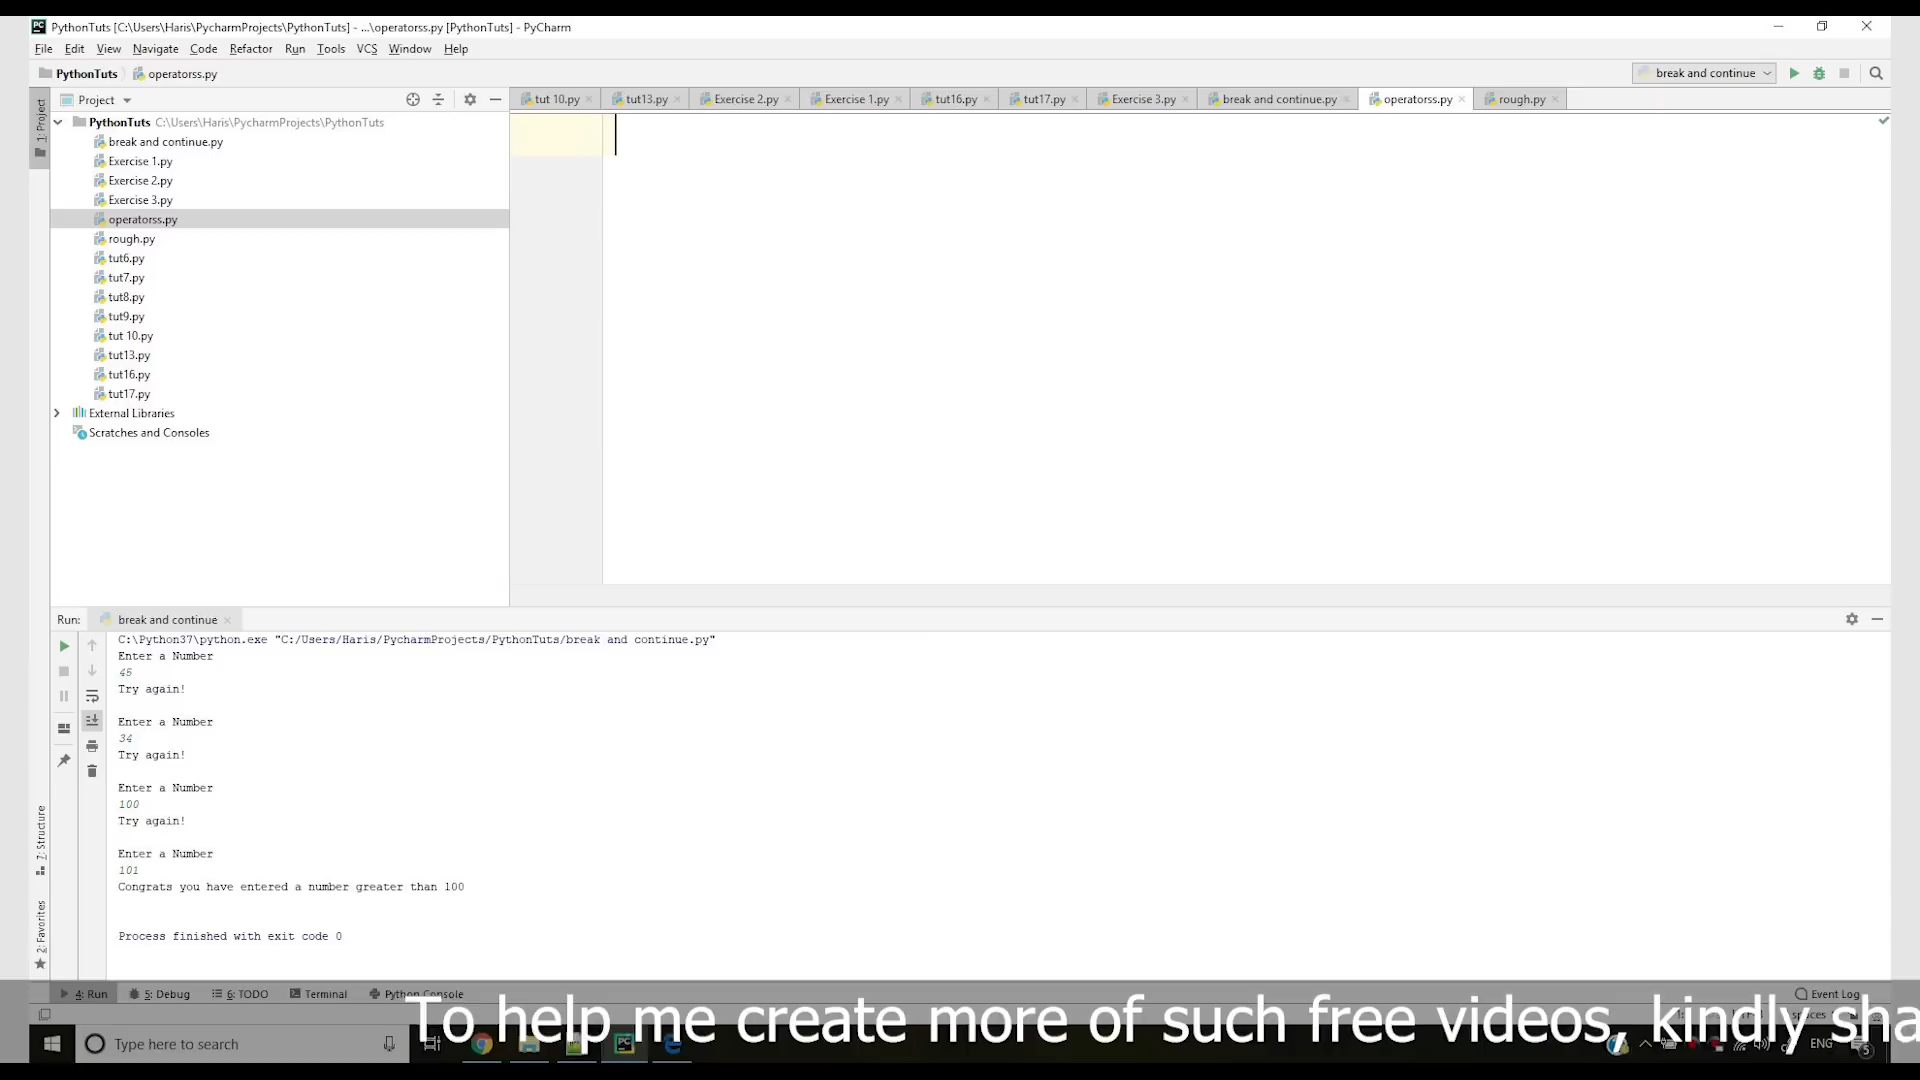 PythonTuts [C:\Users\Haris\PycharmProjects\PythonTuts] - ...\operatorss.py [PythonTuts] - PyCharm
File Edit View Navigate Code Refactor Run Tools VCS Window Help
PythonTuts operatorss.py
break and continue
Project
tut 10.py tut13.py Exercise 2.py Exercise 1.py tut16.py tut17.py Exercise 3.py break and continue.py operatorss.py rough.py
1: Project
PythonTuts C:\Users\Haris\PycharmProjects\PythonTuts
break and continue.py
Exercise 1.py
Exercise 2.py
Exercise 3.py
operatorss.py
rough.py
tut6.py
tut7.py
tut8.py
tut9.py
tut 10.py
tut13.py
tut16.py
tut17.py
External Libraries
Scratches and Consoles
Run: break and continue
C:\Python37\python.exe "C:/Users/Haris/PycharmProjects/PythonTuts/break and continue.py"
Enter a Number
45
Try again!
Enter a Number
34
Try again!
Enter a Number
100
Try again!
Enter a Number
101
Congrats you have entered a number greater than 100
Process finished with exit code 0
7: Structure
2: Favorites
4: Run 5: Debug 6: TODO Terminal Python Console
Event Log
To help me create more of such free videos, kindly sha
spaces
Type here to search
ENG
5